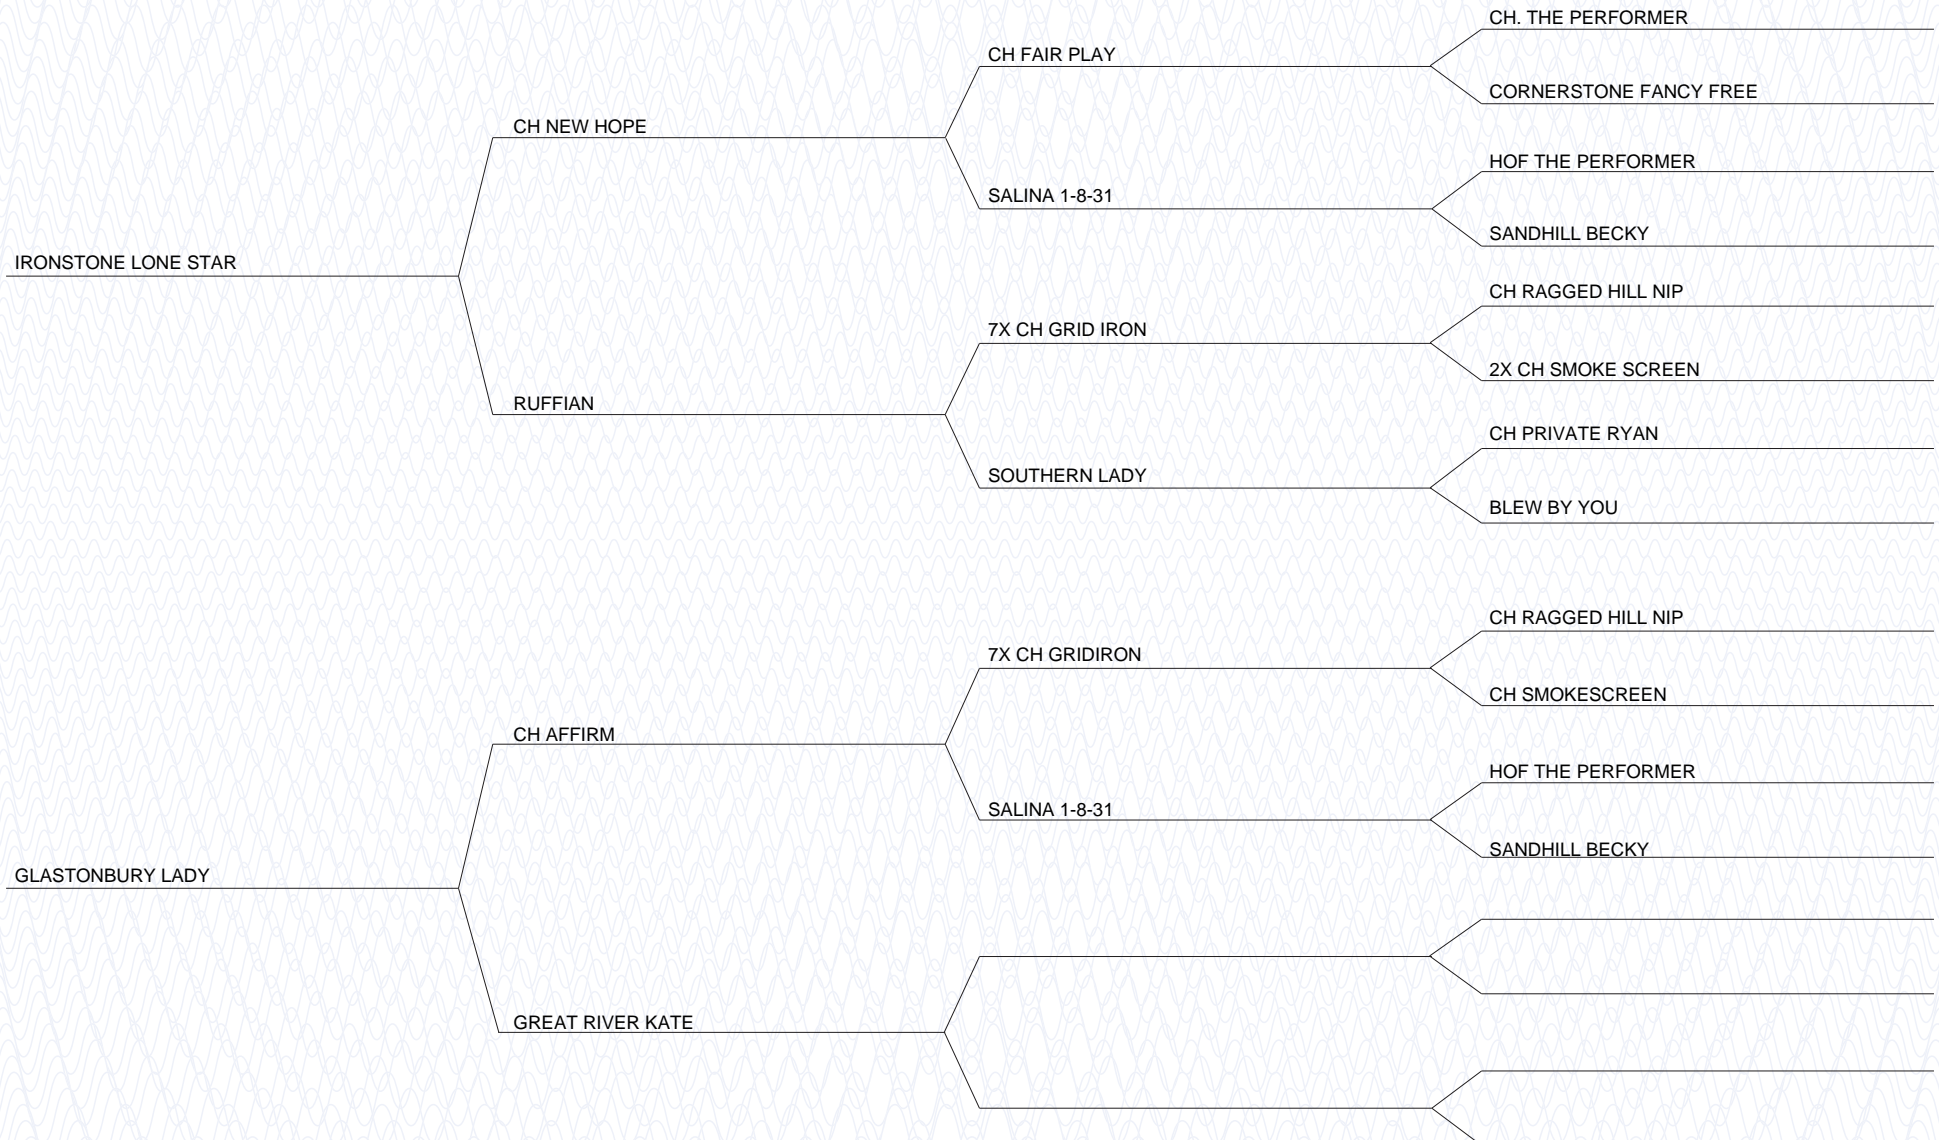 CH. THE PERFORMER
CH FAIR PLAY
CORNERSTONE FANCY FREE
CH NEW HOPE
HOF THE PERFORMER
SALINA 1-8-31
SANDHILL BECKY
IRONSTONE LONE STAR
CH RAGGED HILL NIP
7X CH GRID IRON
2X CH SMOKE SCREEN
RUFFIAN
CH PRIVATE RYAN
SOUTHERN LADY
BLEW BY YOU
CH RAGGED HILL NIP
7X CH GRIDIRON
CH SMOKESCREEN
CH AFFIRM
HOF THE PERFORMER
SALINA 1-8-31
SANDHILL BECKY
GLASTONBURY LADY
GREAT RIVER KATE